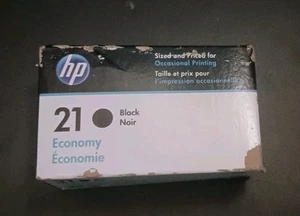 hp
Sized and Priced for
Occasional Printing
Taille et prix pour
l'impression occasionnelle
21
Black
Noir
Economy
Économie